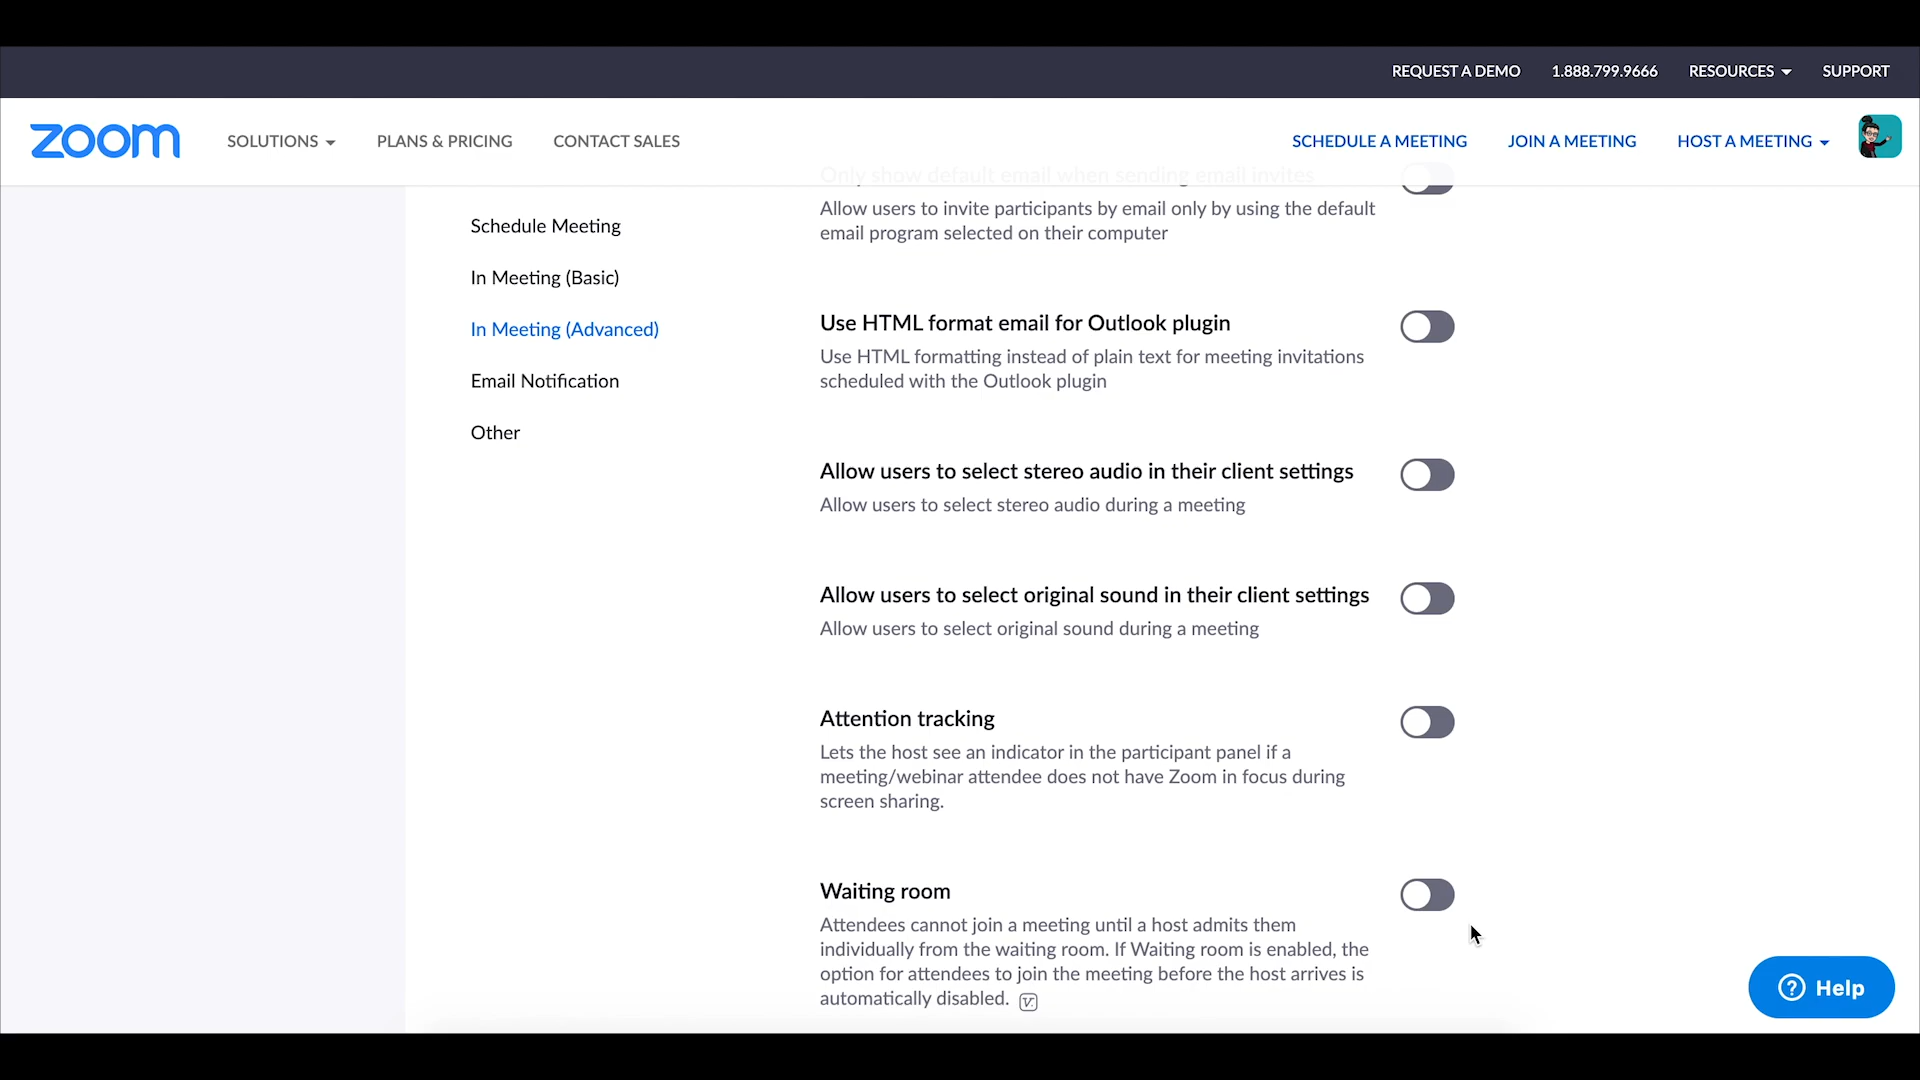 REQUEST A DEMO 1.888.799.9666 RESOURCES SUPPORT
zoom SOLUTIONS PLANS & PRICING CONTACT SALES SCHEDULE A MEETING JOIN A MEETING HOST A MEETING
Schedule Meeting
In Meeting (Basic)
In Meeting (Advanced)
Email Notification
Other
Only show default email when sending email invites
Allow users to invite participants by email only by using the default
email program selected on their computer
Use HTML format email for Outlook plugin
Use HTML formatting instead of plain text for meeting invitations
scheduled with the Outlook plugin
Allow users to select stereo audio in their client settings
Allow users to select stereo audio during a meeting
Allow users to select original sound in their client settings
Allow users to select original sound during a meeting
Attention tracking
Lets the host see an indicator in the participant panel if a
meeting/webinar attendee does not have Zoom in focus during
screen sharing.
Waiting room
Attendees cannot join a meeting until a host admits them
individually from the waiting room. If Waiting room is enabled, the
option for attendees to join the meeting before the host arrives is
automatically disabled.
Help